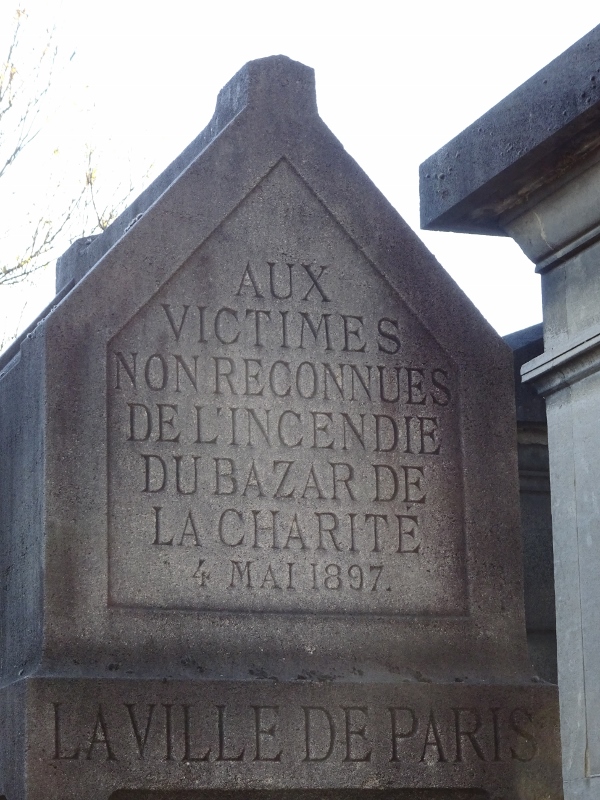 AUX
VICTIMES
NON RECONNUES
DE L'INCENDIE
DU BAZAR DE
LA CHARITÉ
4 MAI 1897.
LA VILLE DE PARIS